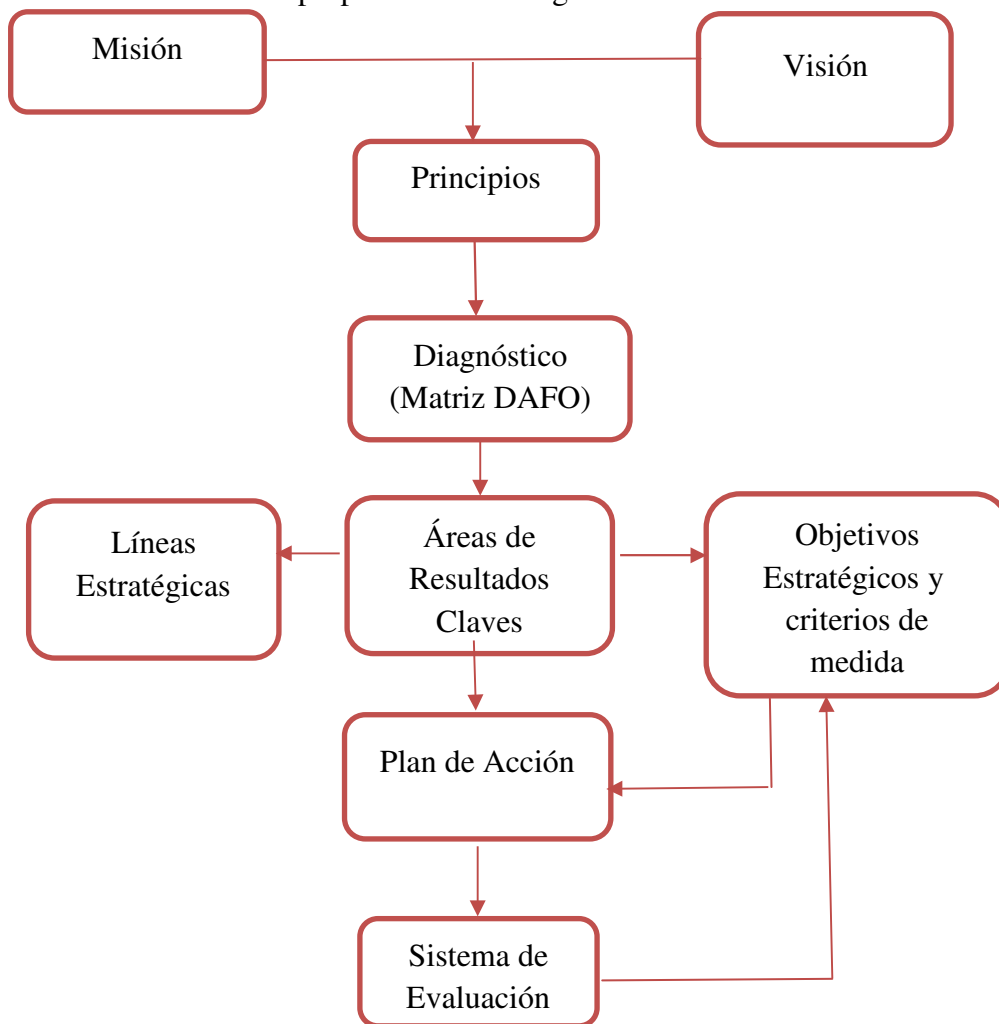 Misión
Visión
Principios
Diagnóstico
(Matriz DAFO)
Líneas
Estratégicas
Áreas de
Resultados
Claves
Objetivos
Estratégicos y
criterios de
medida
Plan de Acción
Sistema de
Evaluación